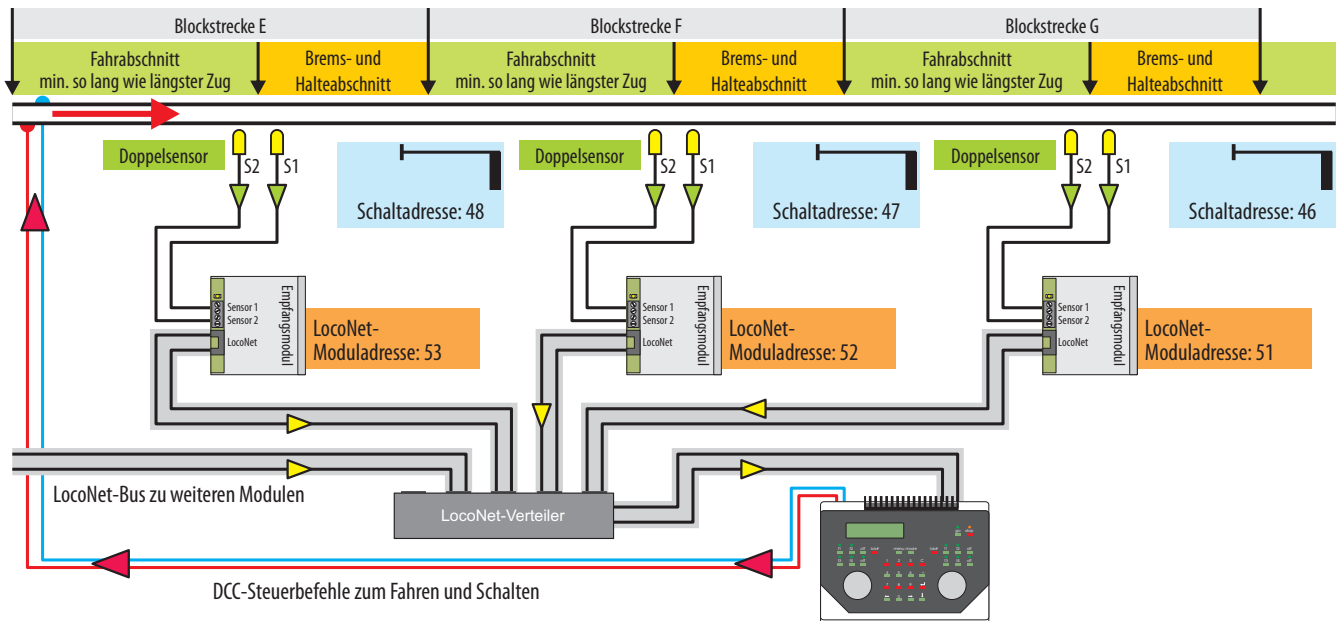 Blockstrecke E
Blockstrecke F
Blockstrecke G
Fahrabschnitt
min. so lang wie längster Zug
Brems- und
Halteabschnitt
Fahrabschnitt
min. so lang wie längster Zug
Brems- und
Halteabschnitt
Fahrabschnitt
min. so lang wie längster Zug
Brems- und
Halteabschnitt
Doppelsensor
S2
S1
Schaltadresse: 48
Doppelsensor
S2
S1
Schaltadresse: 47
Doppelsensor
S2
S1
Schaltadresse: 46
Sensor 1
Sensor 2
LocoNet
Empfangsmodul
LocoNet-
Moduladresse: 53
Sensor 1
Sensor 2
LocoNet
Empfangsmodul
LocoNet-
Moduladresse: 52
Sensor 1
Sensor 2
LocoNet
Empfangsmodul
LocoNet-
Moduladresse: 51
LocoNet-Bus zu weiteren Modulen
LocoNet-Verteiler
DCC-Steuerbefehle zum Fahren und Schalten